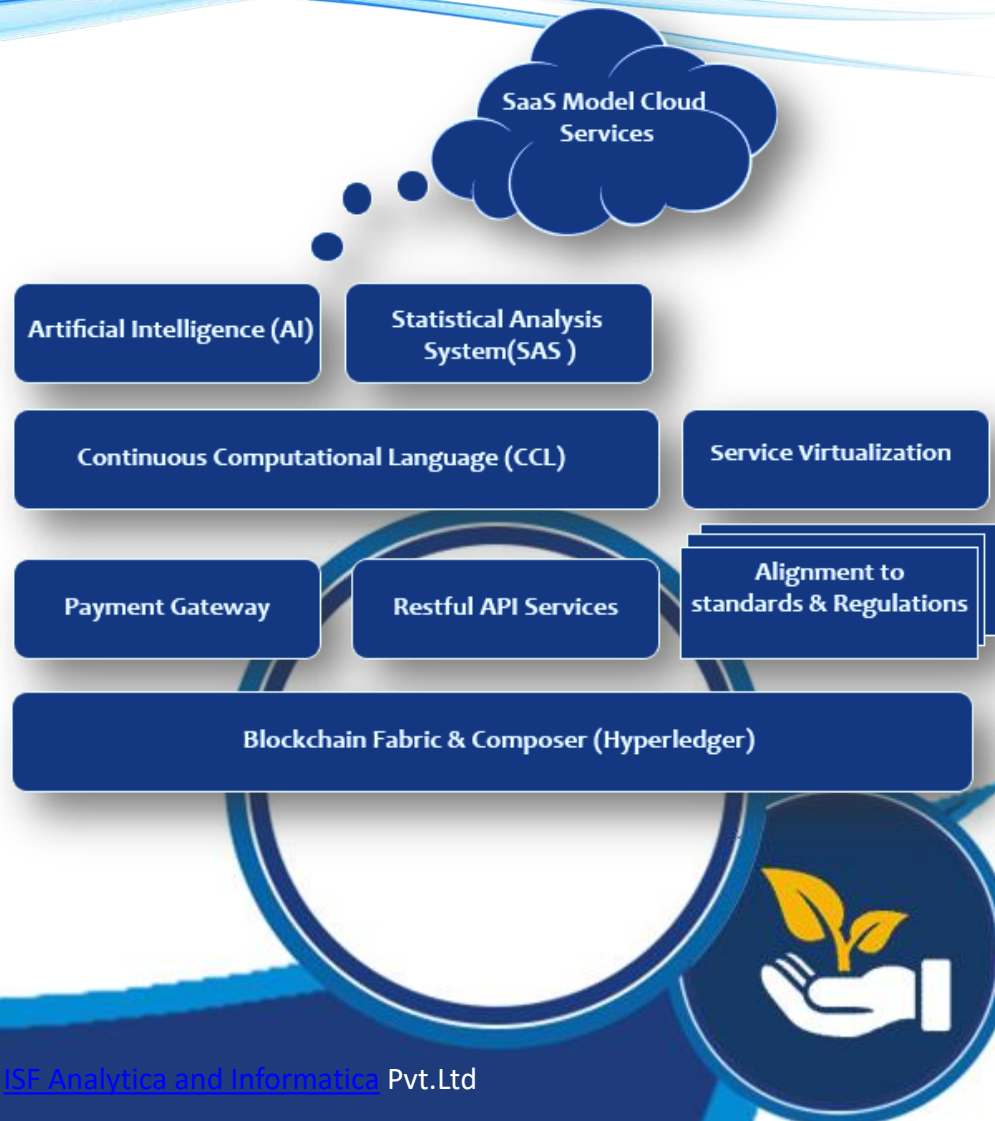 SaaS Model Cloud
Services
Artificial Intelligence (AI)
Statistical Analysis
System(SAS )
Continuous Computational Language (CCL)
Service Virtualization
Payment Gateway
Restful API Services
Alignment to
standards & Regulations
Blockchain Fabric & Composer (Hyperledger)
ISF Analytica and Informatica Pvt.Ltd